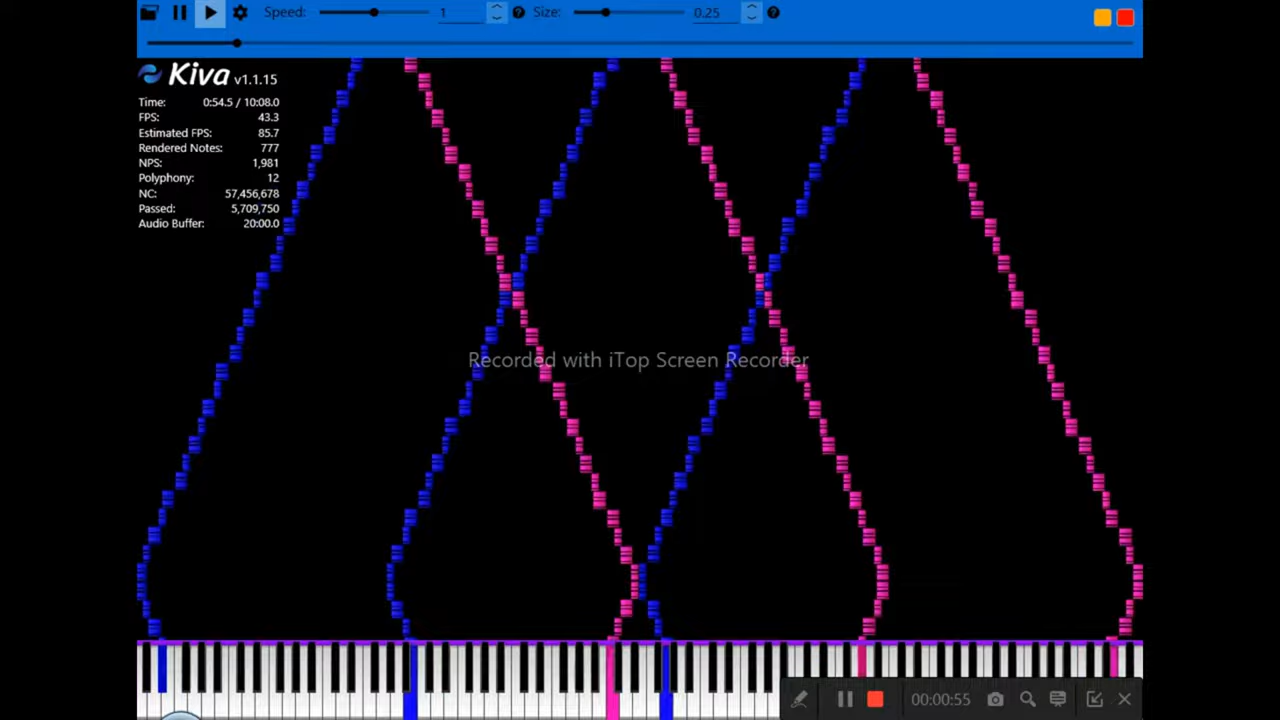 Speed: 1 Size: 0.25
Kiva v1.1.15
Time: 0:54.5 / 10:08.0
FPS: 43.3
Estimated FPS: 85.7
Rendered Notes: 777
NPS: 1,981
Polyphony: 12
NC: 57,456,678
Passed: 5,709,750
Audio Buffer: 20:00.0
Recorded with iTop Screen Recorder
00:00:55